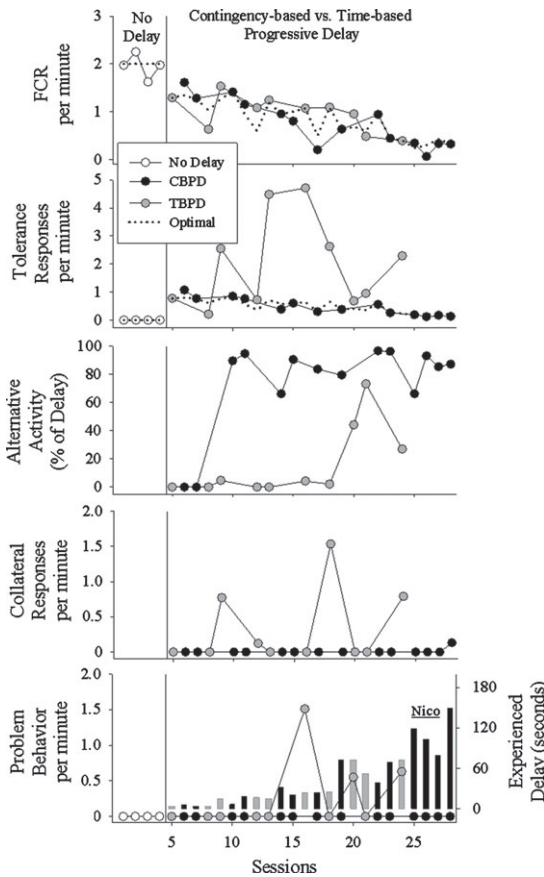 No
Delay
Contingency-based vs. Time-based
Progressive Delay
FCR
per minute
3
2
1
0
No Delay
CBPD
TBPD
Optimal
Tolerance
Responses
per minute
5
4
3
2
1
0
Alternative
Activity
(% of Delay)
100
80
60
40
20
0
Collateral
Responses
per minute
2.0
1.5
1.0
0.5
0
Problem
Behavior
per minute
2.0
1.5
1.0
0.5
0
Nico
180
120
60
0
Experienced
Delay (seconds)
5 10 15 20 25
Sessions